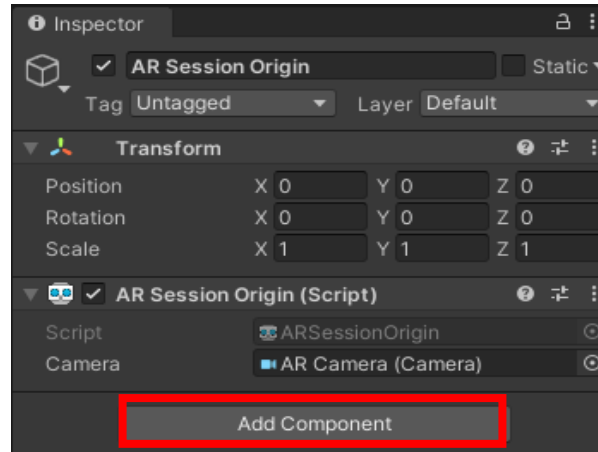 Inspector
AR Session Origin Static
Tag Untagged Layer Default
Transform
Position X 0 Y 0 Z 0
Rotation X 0 Y 0 Z 0
Scale X 1 Y 1 Z 1
AR Session Origin (Script)
Script ARSessionOrigin
Camera AR Camera (Camera)
Add Component